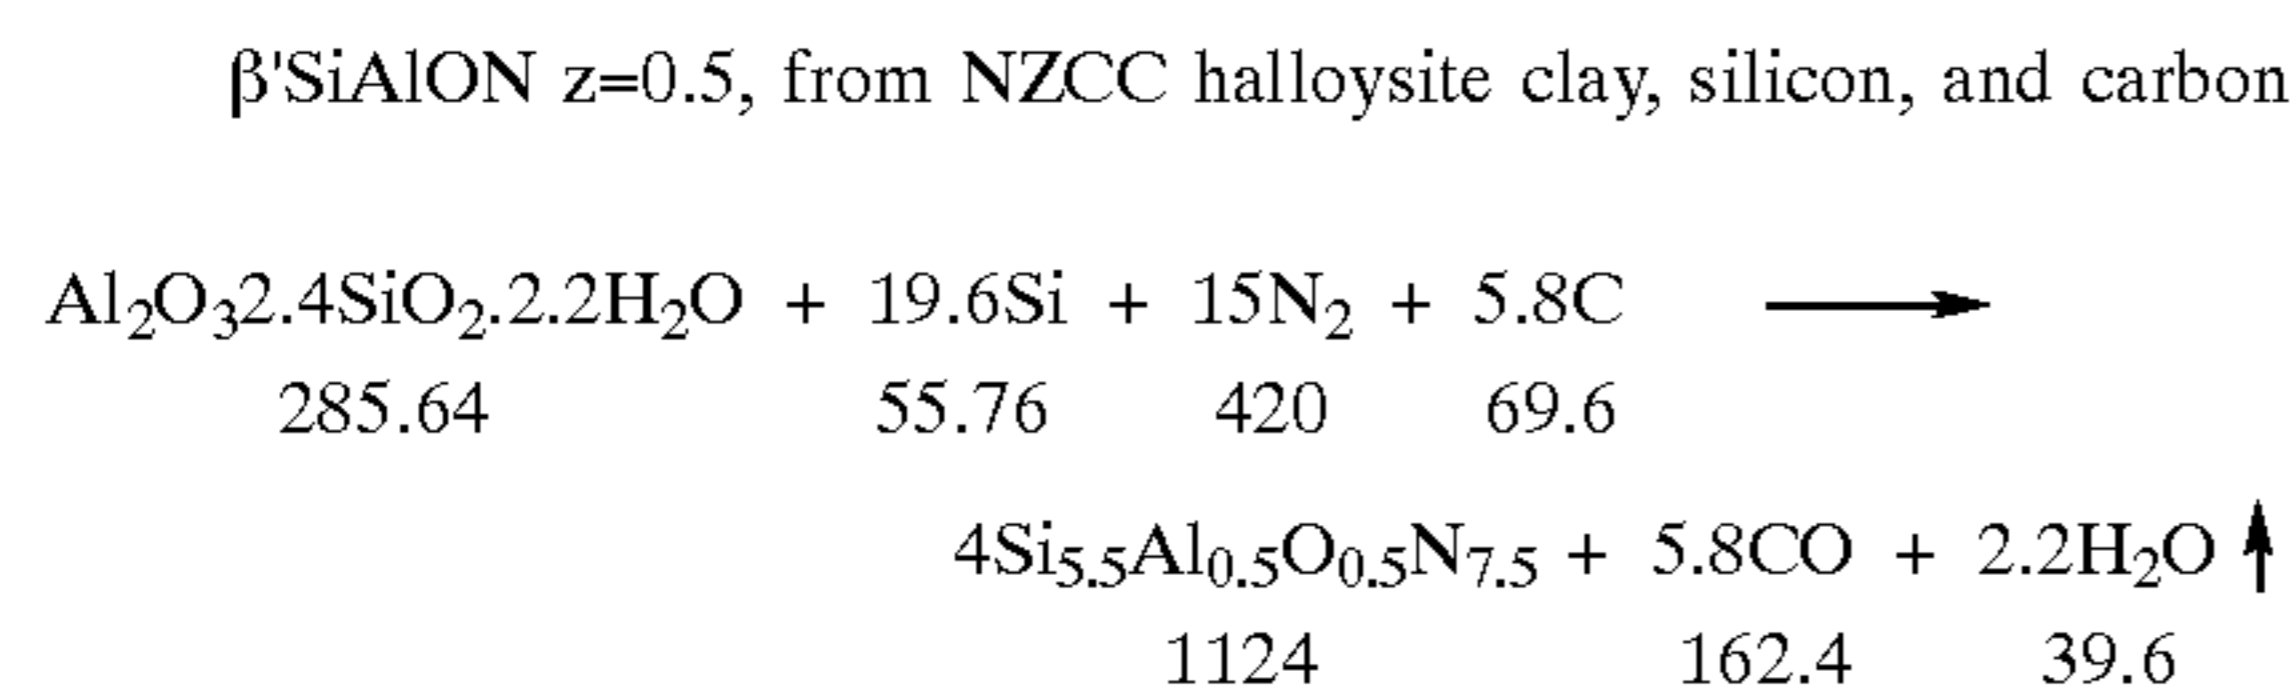 β'SiAlON z=0.5, from NZCC halloysite clay, silicon, and carbon
Al₂O₃2.4SiO₂.2.2H₂O + 19.6Si + 15N₂ + 5.8C ⟶
285.64 55.76 420 69.6
4Si₅.₅Al₀.₅O₀.₅N₇.₅ + 5.8CO + 2.2H₂O ↑
1124 162.4 39.6